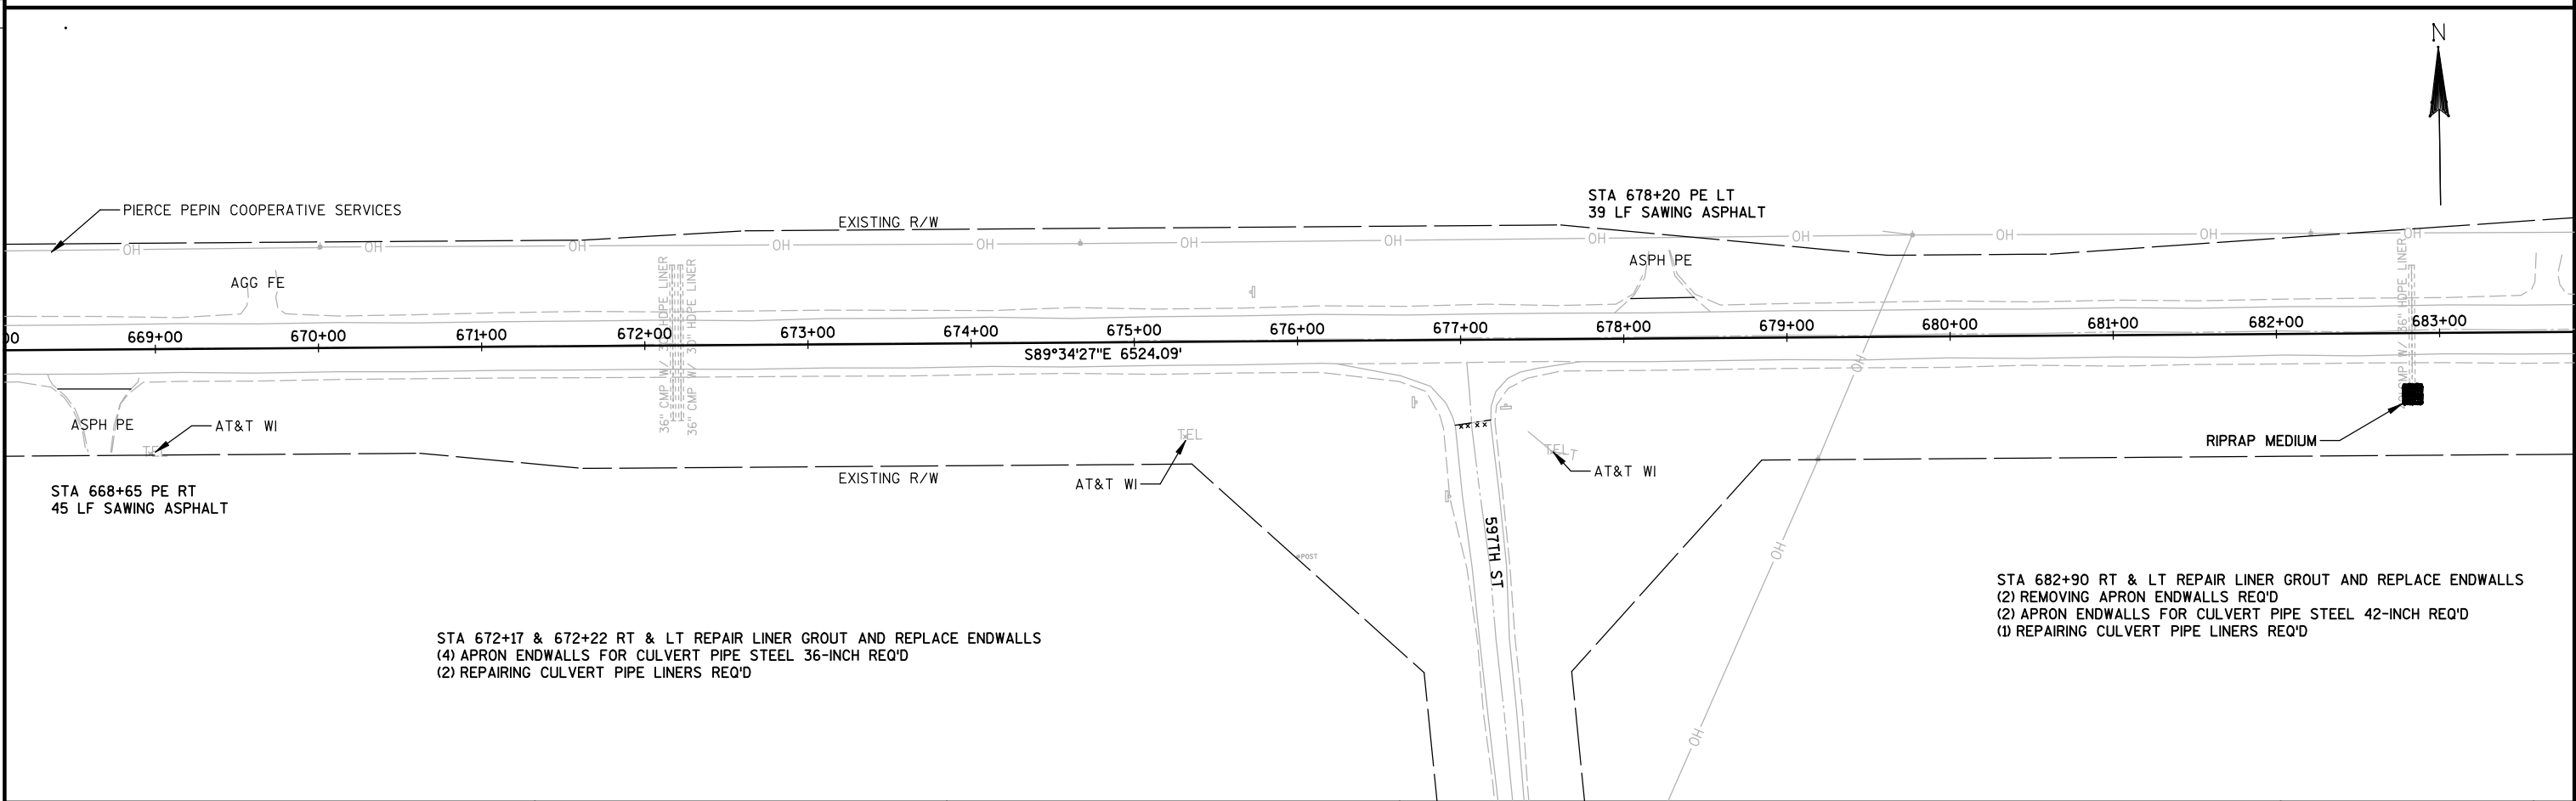 N
PIERCE PEPIN COOPERATIVE SERVICES
STA 678+20 PE LT
39 LF SAWING ASPHALT
EXISTING R/W
OH OH OH OH OH OH OH OH OH OH OH OH
AGG FE
ASPH PE
36" CMP W/ HDPE LINER
36" CMP W/ 30" HDPE LINER
CMP W/ 36" HDPE LINER
00 669+00 670+00 671+00 672+00 673+00 674+00 675+00 676+00 677+00 678+00 679+00 680+00 681+00 682+00 683+00
S89°34'27"E 6524.09'
OH
ASPH PE
AT&T WI
TEL
TEL
TEL T
RIPRAP MEDIUM
EXISTING R/W
AT&T WI
AT&T WI
STA 668+65 PE RT
45 LF SAWING ASPHALT
597TH ST
POST
OH
STA 682+90 RT & LT REPAIR LINER GROUT AND REPLACE ENDWALLS
(2) REMOVING APRON ENDWALLS REQ'D
(2) APRON ENDWALLS FOR CULVERT PIPE STEEL 42-INCH REQ'D
(1) REPAIRING CULVERT PIPE LINERS REQ'D
STA 672+17 & 672+22 RT & LT REPAIR LINER GROUT AND REPLACE ENDWALLS
(4) APRON ENDWALLS FOR CULVERT PIPE STEEL 36-INCH REQ'D
(2) REPAIRING CULVERT PIPE LINERS REQ'D
OH